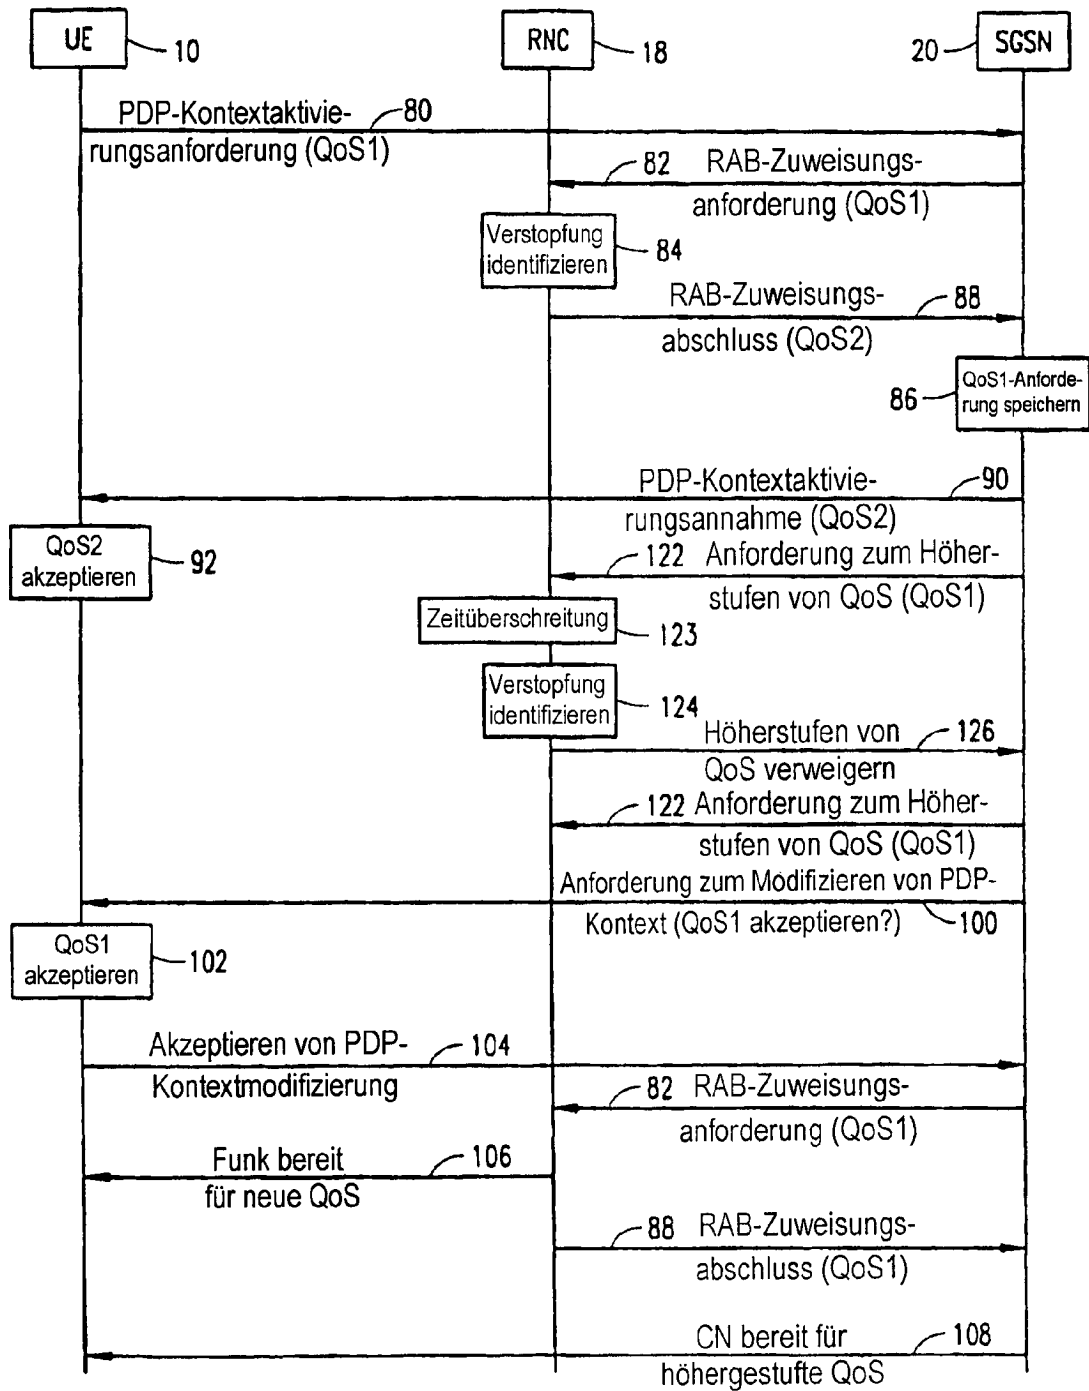 UE
10
RNC
18
20
SGSN
PDP-Kontextaktivie-
80
rungsanforderung (QoS1)
82
RAB-Zuweisungs-
anforderung (QoS1)
Verstopfung
identifizieren
84
RAB-Zuweisungs-
88
abschluss (QoS2)
86
QoS1-Anforde-
rung speichern
PDP-Kontextaktivie-
90
rungsannahme (QoS2)
QoS2
akzeptieren
92
122
Anforderung zum Höher-
stufen von QoS (QoS1)
Zeitüberschreitung
123
Verstopfung
identifizieren
124
Höherstufen von
126
QoS verweigern
122
Anforderung zum Höher-
stufen von QoS (QoS1)
Anforderung zum Modifizieren von PDP-
Kontext (QoS1 akzeptieren?)
100
QoS1
akzeptieren
102
Akzeptieren von PDP-
104
Kontextmodifizierung
82
RAB-Zuweisungs-
anforderung (QoS1)
Funk bereit
106
für neue QoS
88
RAB-Zuweisungs-
abschluss (QoS1)
CN bereit für
108
höhergestufte QoS